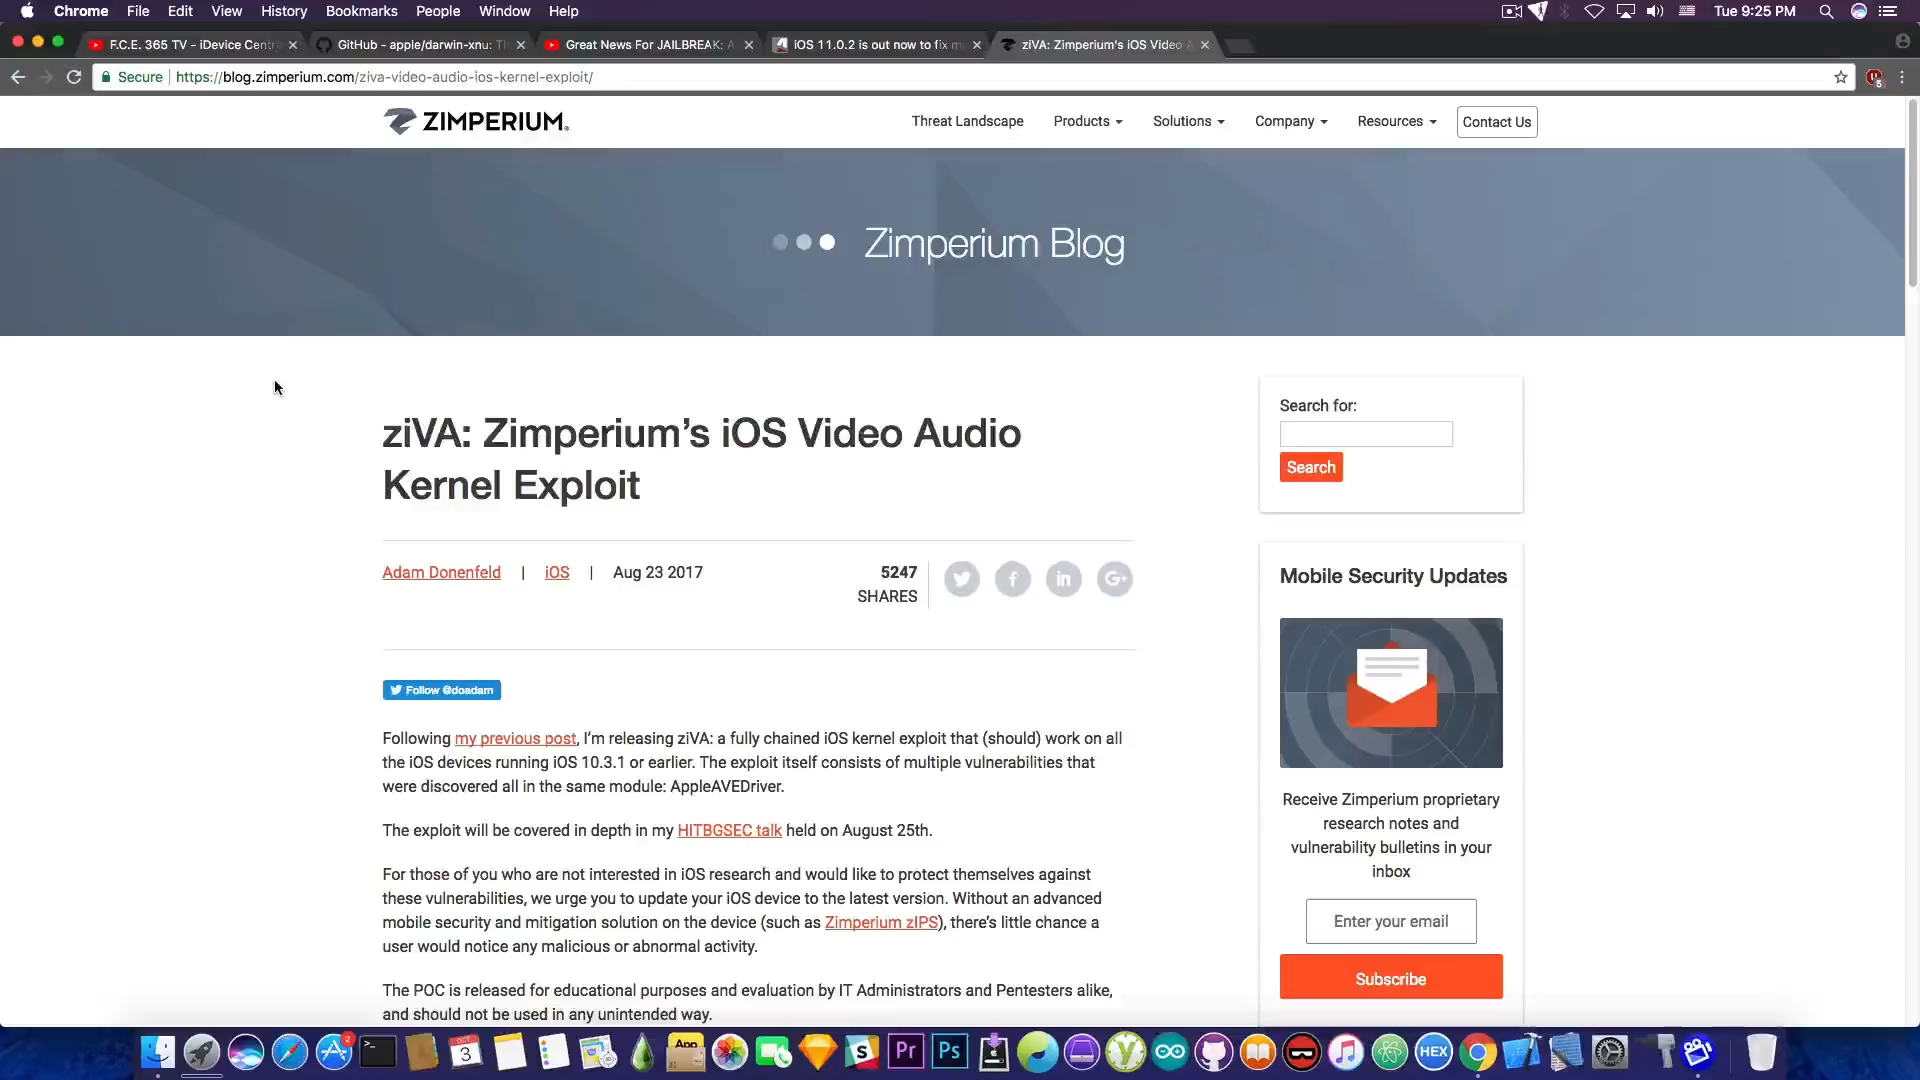 Chrome File Edit View History Bookmarks People Window Help
Tue 9:25 PM
F.C.E. 365 TV - iDevice Centra
GitHub - apple/darwin-xnu: Th
Great News For JAILBREAK: A
iOS 11.0.2 is out now to fix m
ziVA: Zimperium's iOS Video A
Secure https://blog.zimperium.com/ziva-video-audio-ios-kernel-exploit/
5
ZIMPERIUM.
Threat Landscape Products Solutions Company Resources Contact Us
Zimperium Blog
ziVA: Zimperium’s iOS Video Audio
Kernel Exploit
Adam Donenfeld | iOS | Aug 23 2017
5247
SHARES
Follow @doadam
Following my previous post, I’m releasing ziVA: a fully chained iOS kernel exploit that (should) work on all
the iOS devices running iOS 10.3.1 or earlier. The exploit itself consists of multiple vulnerabilities that
were discovered all in the same module: AppleAVEDriver.
The exploit will be covered in depth in my HITBGSEC talk held on August 25th.
For those of you who are not interested in iOS research and would like to protect themselves against
these vulnerabilities, we urge you to update your iOS device to the latest version. Without an advanced
mobile security and mitigation solution on the device (such as Zimperium zIPS), there’s little chance a
user would notice any malicious or abnormal activity.
The POC is released for educational purposes and evaluation by IT Administrators and Pentesters alike,
and should not be used in any unintended way.
Search for:
Search
Mobile Security Updates
Receive Zimperium proprietary
research notes and
vulnerability bulletins in your
inbox
Enter your email
Subscribe
2
OCT
3
App
S
Pr
Ps
HEX